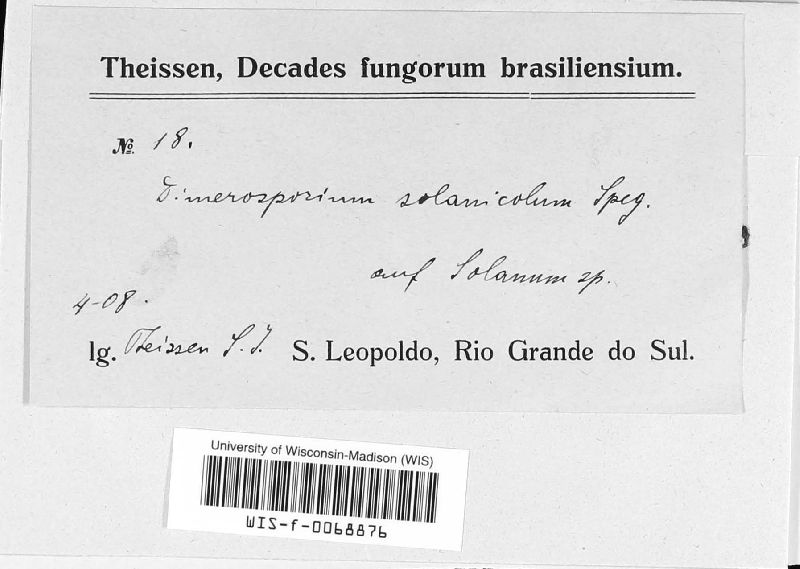 Theissen, Decades fungorum brasiliensium.
№ 18.
Dimerosporium solanicolum Speg.
auf Solanum sp.
4-08.
lg. Theissen S. J. S. Leopoldo, Rio Grande do Sul.
University of Wisconsin-Madison (WIS)
WIS-f-0068876